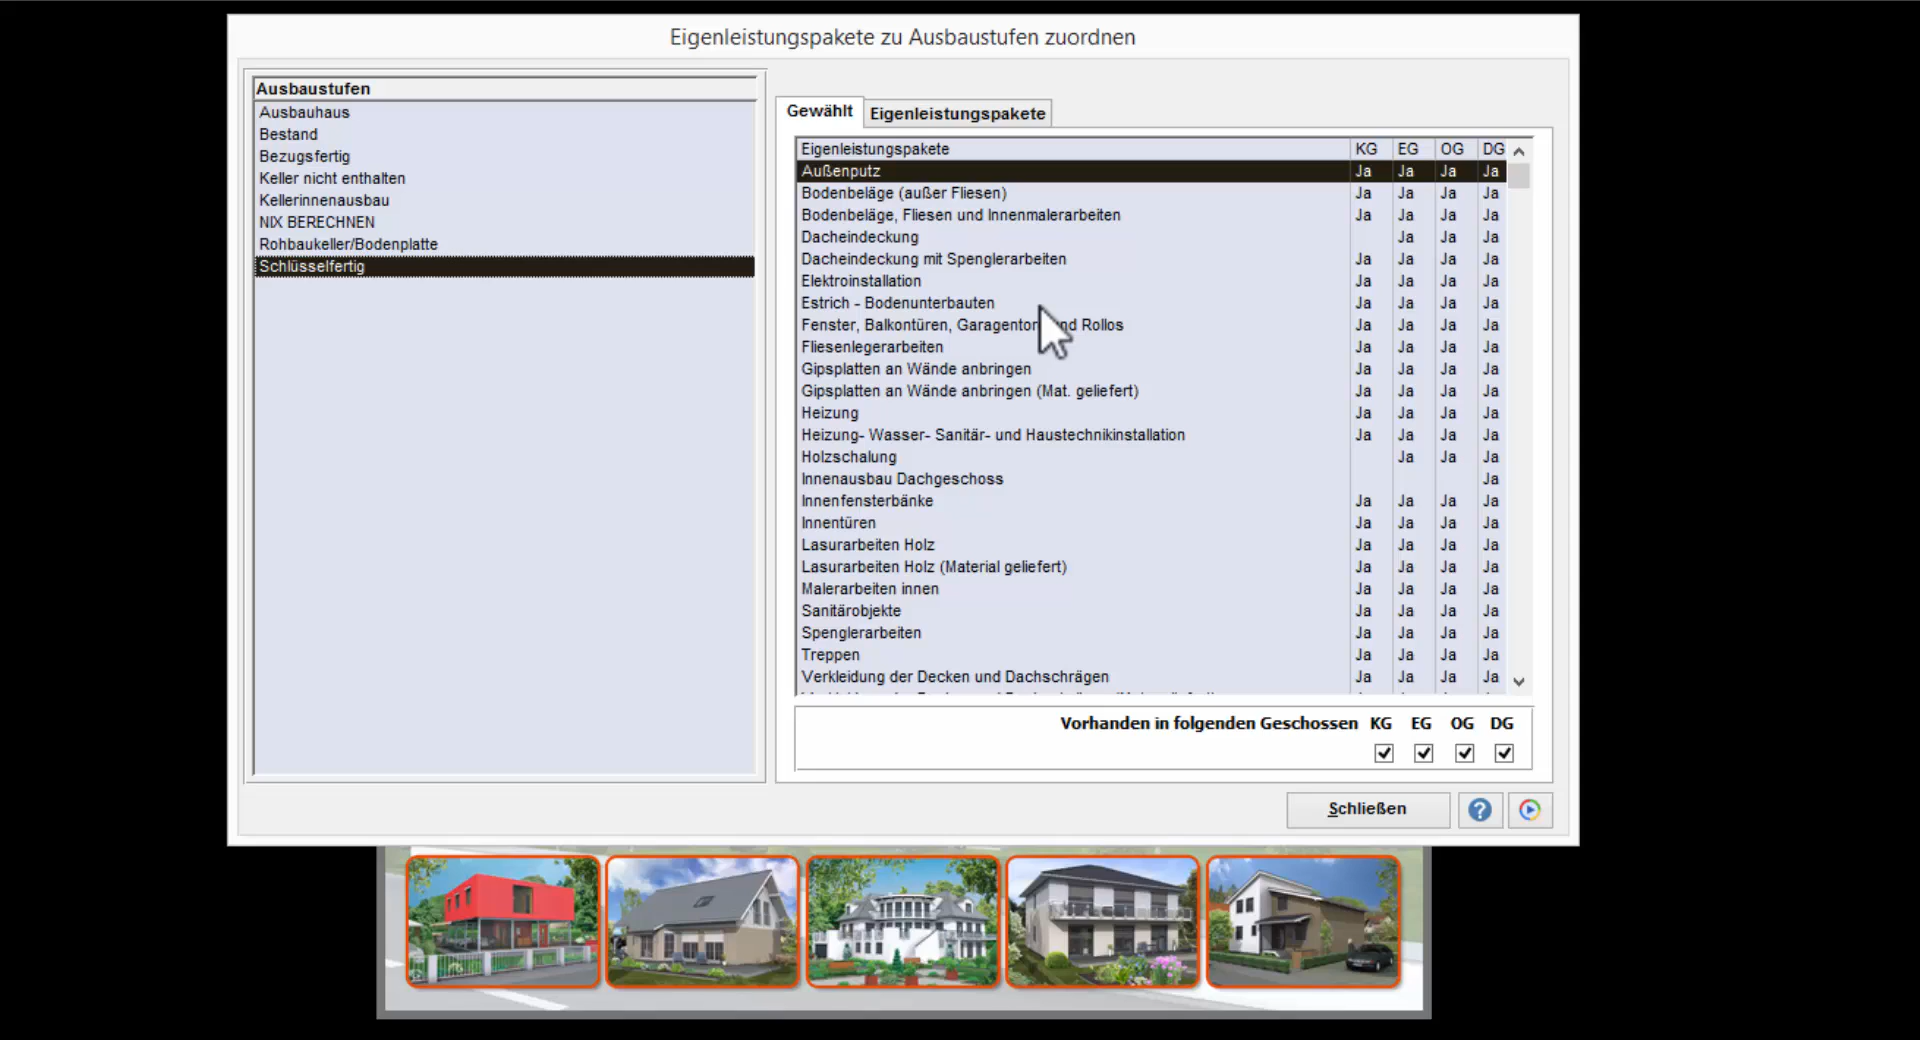 Eigenleistungspakete zu Ausbaustufen zuordnen
Ausbaustufen
Ausbauhaus
Bestand
Bezugsfertig
Keller nicht enthalten
Kellerinnenausbau
NIX BERECHNEN
Rohbaukeller/Bodenplatte
Schlüsselfertig
Gewählt Eigenleistungspakete
Eigenleistungspakete KG EG OG DG
Außenputz Ja Ja Ja Ja
Bodenbeläge (außer Fliesen) Ja Ja Ja Ja
Bodenbeläge, Fliesen und Innenmalerarbeiten Ja Ja Ja Ja
Dacheindeckung Ja Ja Ja
Dacheindeckung mit Spenglerarbeiten Ja Ja Ja Ja
Elektroinstallation Ja Ja Ja Ja
Estrich - Bodenunterbauten Ja Ja Ja Ja
Fenster, Balkontüren, Garagentor nd Rollos Ja Ja Ja Ja
Fliesenlegerarbeiten Ja Ja Ja Ja
Gipsplatten an Wände anbringen Ja Ja Ja Ja
Gipsplatten an Wände anbringen (Mat. geliefert) Ja Ja Ja Ja
Heizung Ja Ja Ja Ja
Heizung- Wasser- Sanitär- und Haustechnikinstallation Ja Ja Ja Ja
Holzschalung Ja Ja Ja
Innenausbau Dachgeschoss Ja
Innenfensterbänke Ja Ja Ja Ja
Innentüren Ja Ja Ja Ja
Lasurarbeiten Holz Ja Ja Ja Ja
Lasurarbeiten Holz (Material geliefert) Ja Ja Ja Ja
Malerarbeiten innen Ja Ja Ja Ja
Sanitärobjekte Ja Ja Ja Ja
Spenglerarbeiten Ja Ja Ja Ja
Treppen Ja Ja Ja Ja
Verkleidung der Decken und Dachschrägen Ja Ja Ja Ja
Vorhanden in folgenden Geschossen KG EG OG DG
Schließen